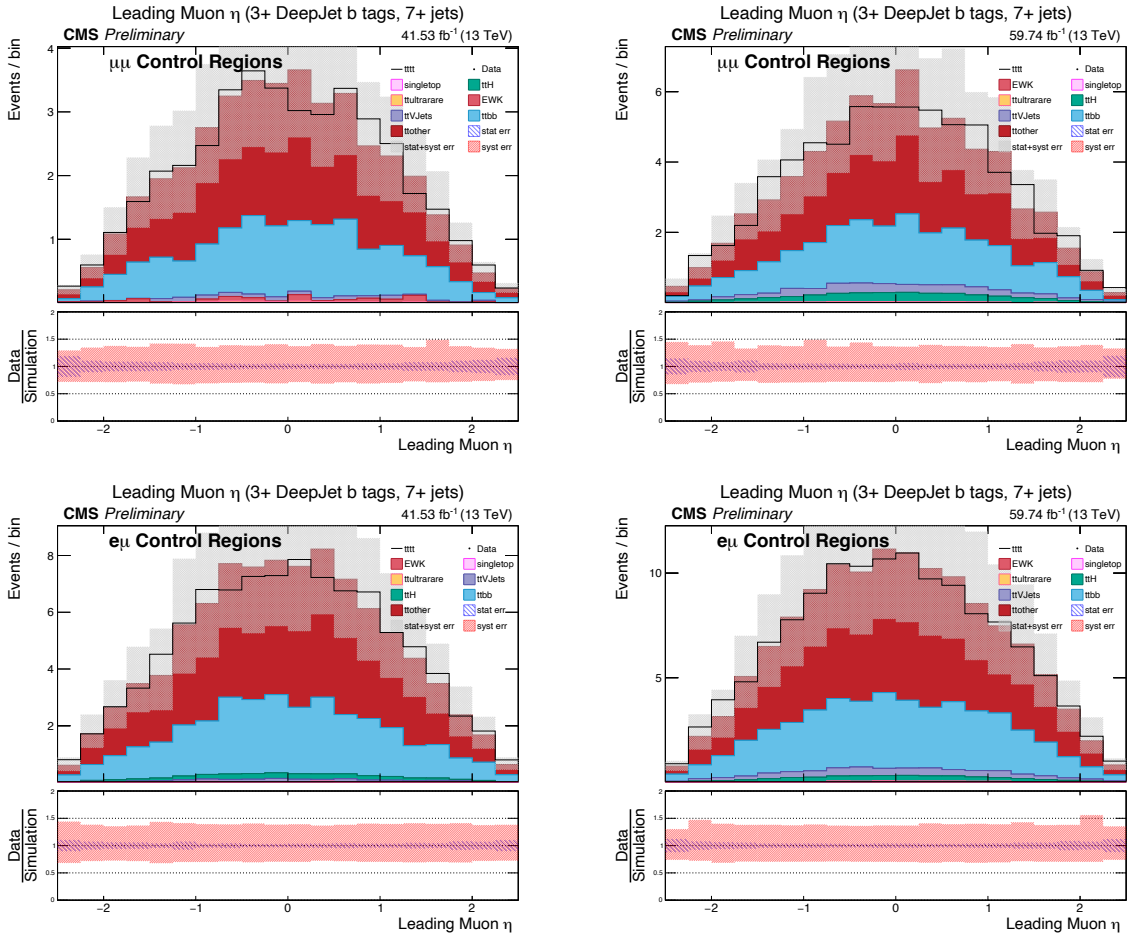 Leading Muon η (3+ DeepJet b tags, 7+ jets)
CMS Preliminary 41.53 fb⁻¹ (13 TeV)
μμ Control Regions
Events / bin
4
3
2
1
tttt Data
singletop ttH
ttultrarare EWK
ttVJets ttbb
ttother stat err
stat+syst err syst err
Data
Simulation
2
1.5
1
0.5
0
−2 −1 0 1 2
Leading Muon η
Leading Muon η (3+ DeepJet b tags, 7+ jets)
CMS Preliminary 59.74 fb⁻¹ (13 TeV)
μμ Control Regions
Events / bin
6
4
2
tttt Data
EWK singletop
ttultrarare ttH
ttVJets ttbb
ttother stat err
stat+syst err syst err
Data
Simulation
2
1.5
1
0.5
0
−2 −1 0 1 2
Leading Muon η
Leading Muon η (3+ DeepJet b tags, 7+ jets)
CMS Preliminary 41.53 fb⁻¹ (13 TeV)
eμ Control Regions
Events / bin
8
6
4
2
tttt Data
EWK singletop
ttultrarare ttVJets
ttH ttbb
ttother stat err
stat+syst err syst err
Data
Simulation
2
1.5
1
0.5
0
−2 −1 0 1 2
Leading Muon η
Leading Muon η (3+ DeepJet b tags, 7+ jets)
CMS Preliminary 59.74 fb⁻¹ (13 TeV)
eμ Control Regions
Events / bin
10
5
tttt Data
EWK singletop
ttultrarare ttH
ttVJets ttbb
ttother stat err
stat+syst err syst err
Data
Simulation
2
1.5
1
0.5
0
−2 −1 0 1 2
Leading Muon η